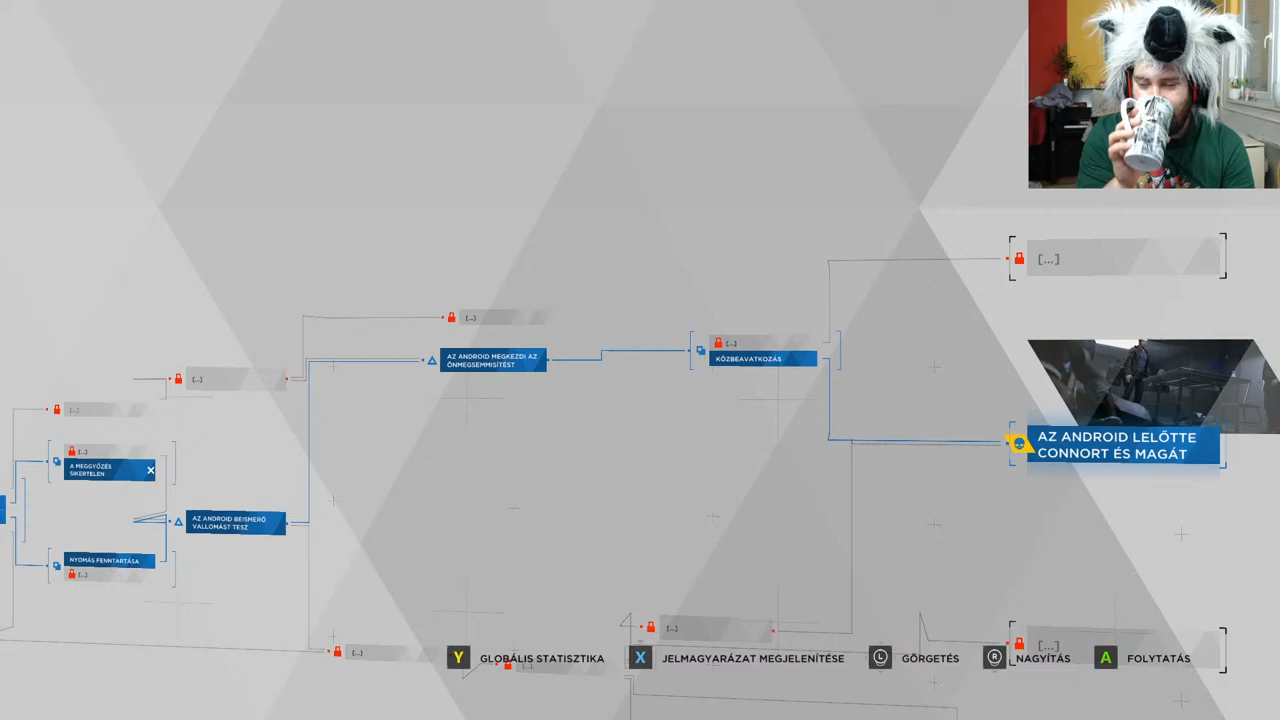 [...]
[...]
[...]
AZ ANDROID MEGKEZDI AZ
ÖNMEGSEMMISÍTÉST
KÖZBEAVATKOZÁS
[...]
[...]
[...]
A MEGGYŐZÉS
SIKERTELEN
AZ ANDROID LELŐTTE
CONNORT ÉS MAGÁT
AZ ANDROID BEISMERŐ
VALLOMÁST TESZ
NYOMÁS FENNTARTÁSA
[...]
[...]
[...]
[...]
[...]
Y GLOBÁLIS STATISZTIKA
X JELMAGYARÁZAT MEGJELENÍTÉSE
L GÖRGETÉS
R NAGYÍTÁS
A FOLYTATÁS